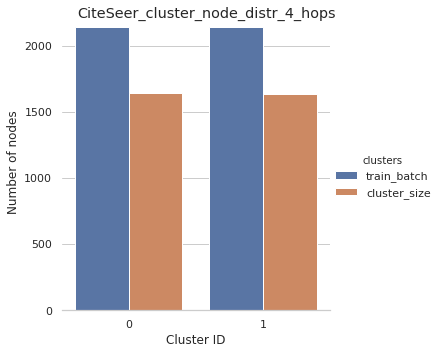 CiteSeer_cluster_node_distr_4_hops
2000
1500
1000
500
0
Number of nodes
0 1
Cluster ID
clusters
train_batch
cluster_size